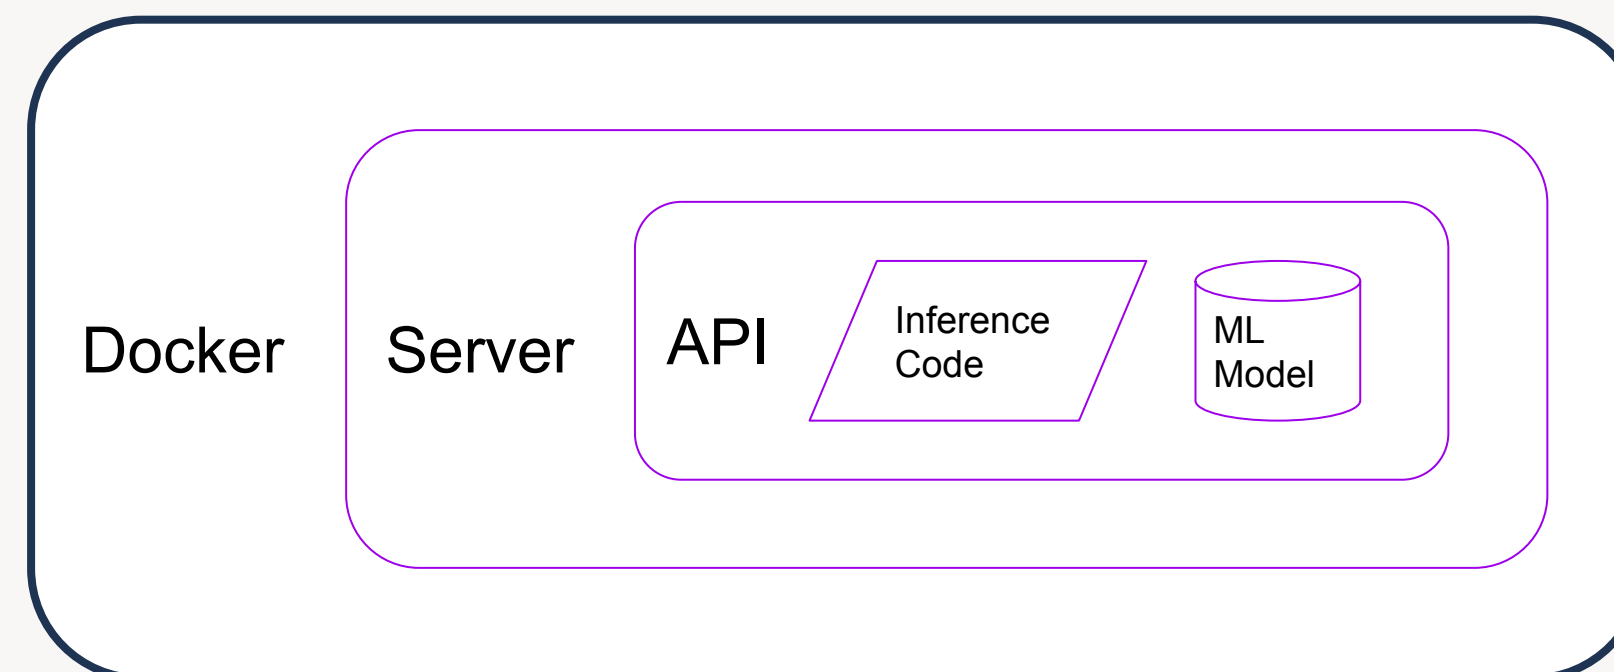 Docker
Server
API
Inference
Code
ML
Model